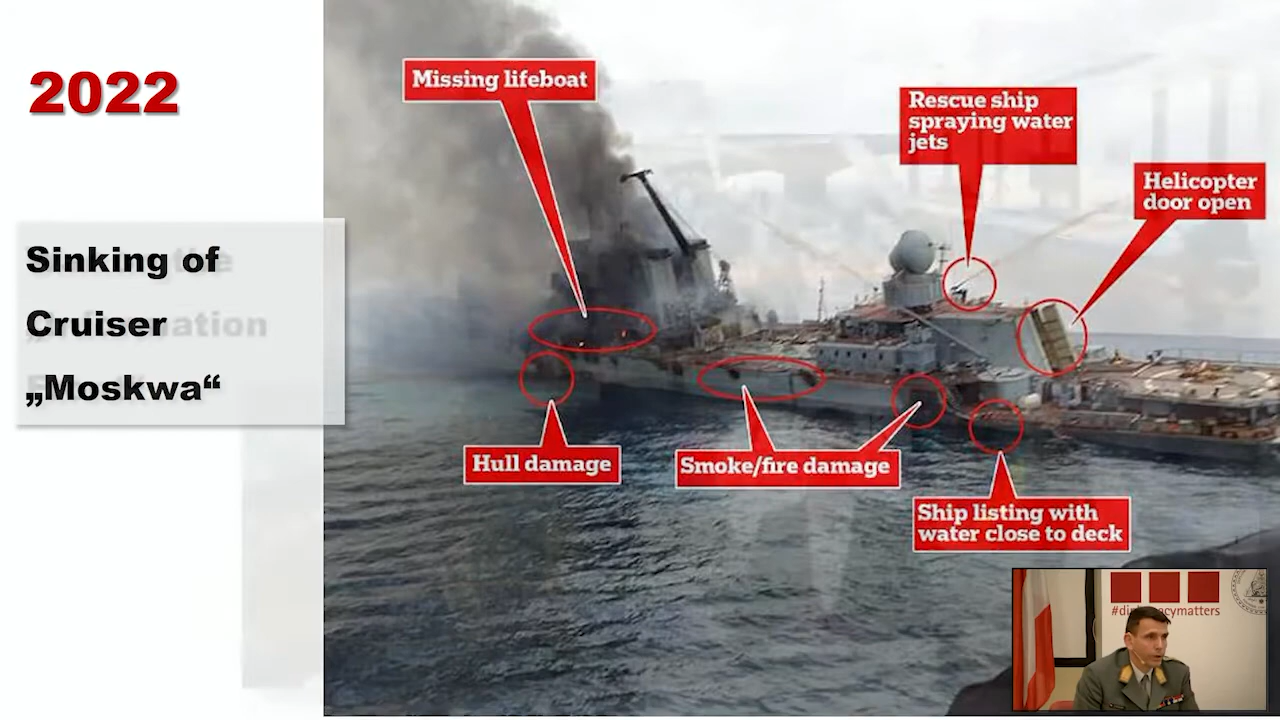 2022
Sinking of
Cruiser
„Moskwa“
Missing lifeboat
Rescue ship
spraying water
jets
Helicopter
door open
Hull damage
Smoke/fire damage
Ship listing with
water close to deck